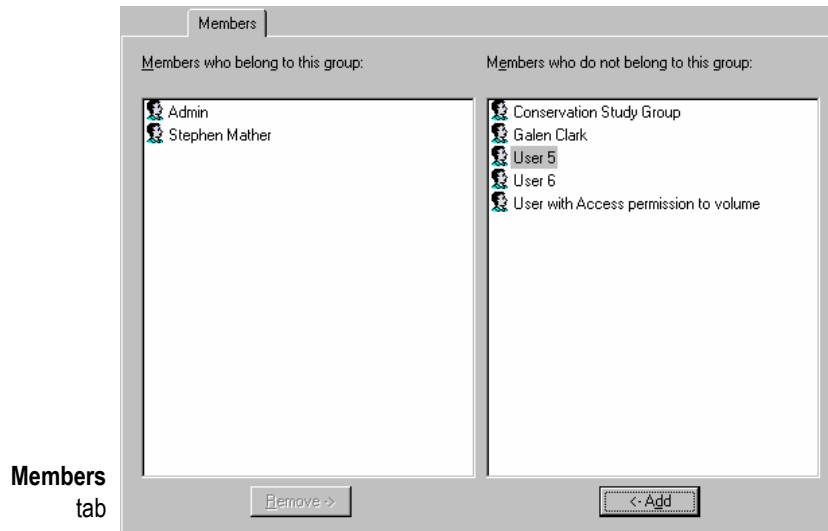 Members
Members who belong to this group:
Admin
Stephen Mather
Members who do not belong to this group:
Conservation Study Group
Galen Clark
User 5
User 6
User with Access permission to volume
Remove ->
<- Add
Members
tab